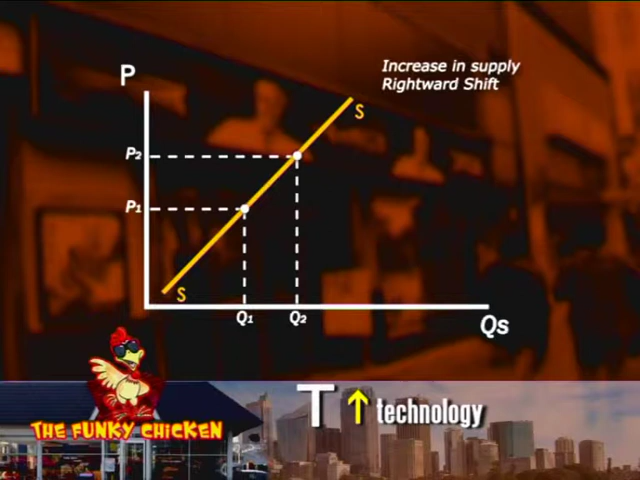 Increase in supply
Rightward Shift
P
S
P2
P1
S
Q1
Q2
Qs
T
technology
THE FUNKY CHICKEN